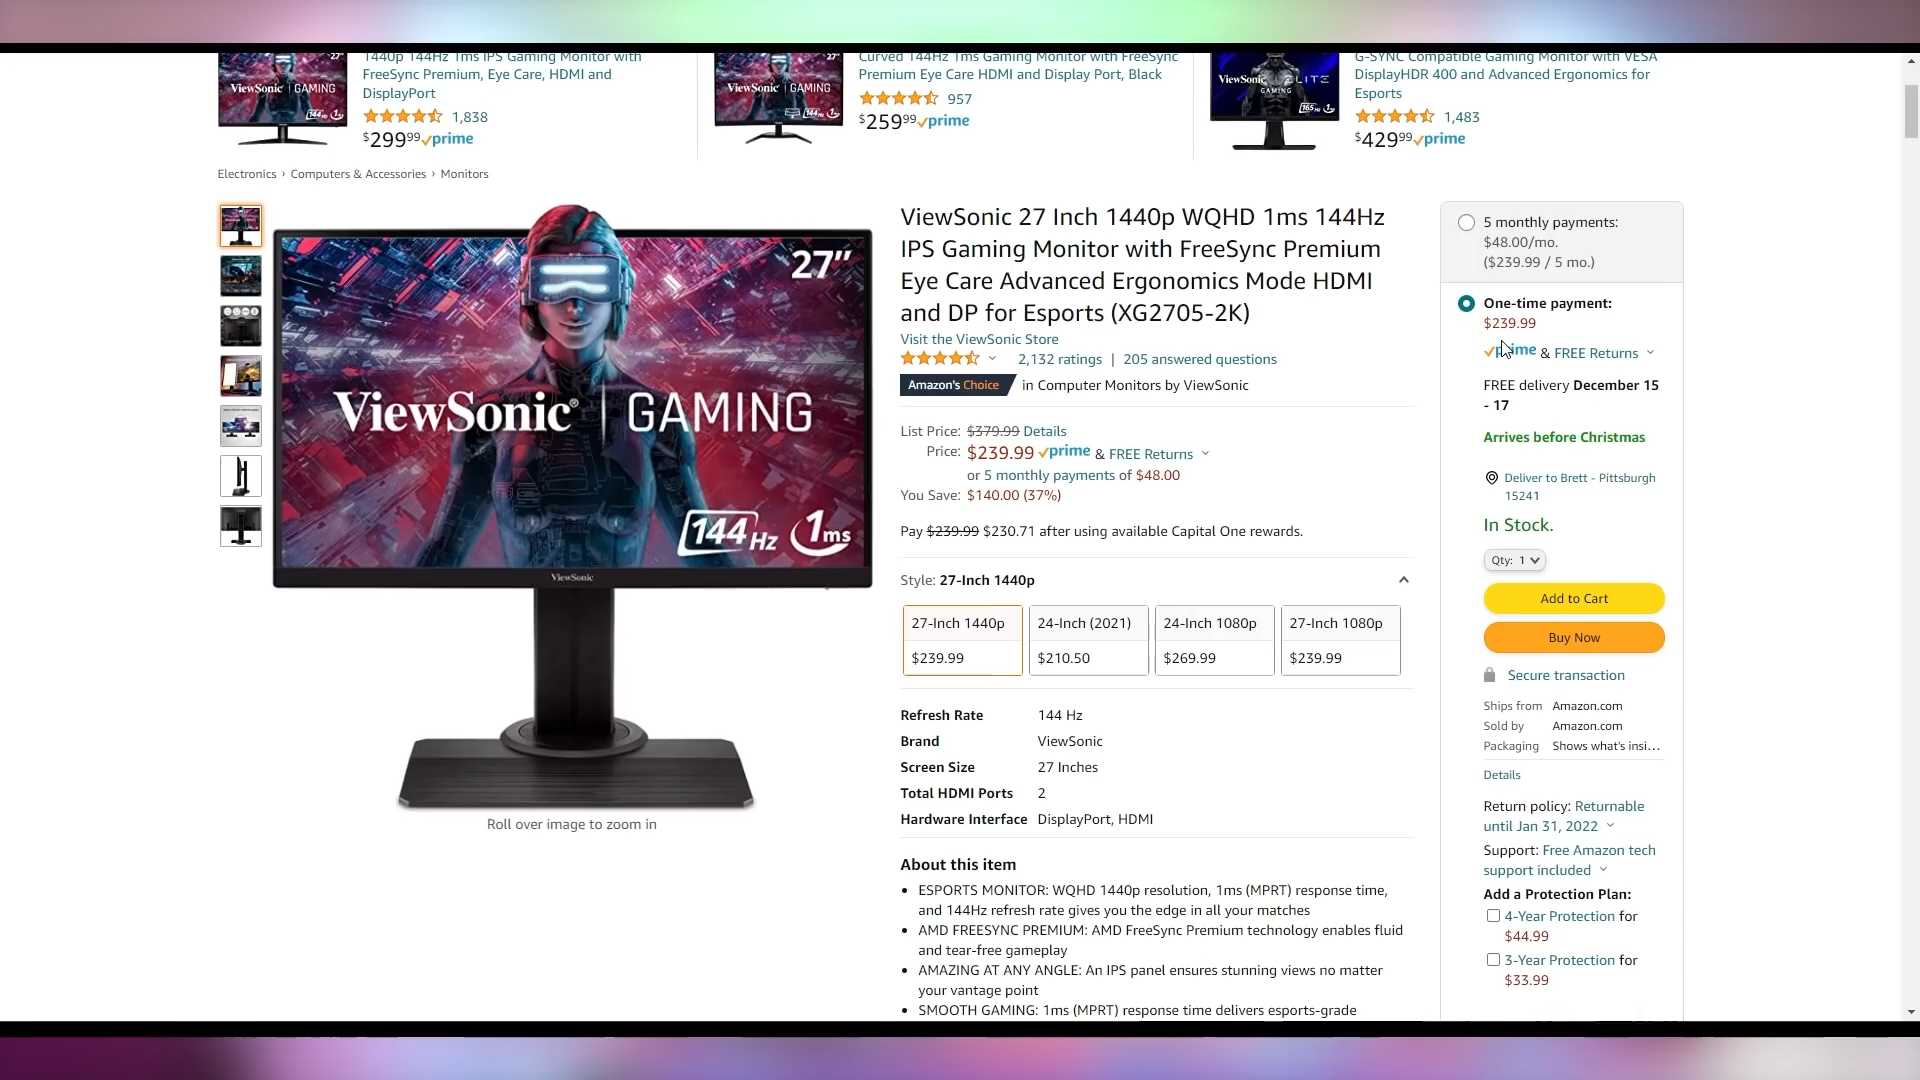 1440p 144Hz 1ms IPS Gaming Monitor with
FreeSync Premium, Eye Care, HDMI and
DisplayPort
1,838
$299.99 prime
Curved 144Hz 1ms Gaming Monitor with FreeSync
Premium Eye Care HDMI and Display Port, Black
957
$259.99 prime
G-SYNC Compatible Gaming Monitor with VESA
DisplayHDR 400 and Advanced Ergonomics for
Esports
1,483
$429.99 prime
27"
ViewSonic | GAMING
144Hz 1ms
ViewSonic | GAMING
144Hz 1ms
ViewSonic ELITE
GAMING
165Hz 1ms
Electronics › Computers & Accessories › Monitors
27"
ViewSonic® | GAMING
144Hz 1ms
ViewSonic
Roll over image to zoom in
ViewSonic 27 Inch 1440p WQHD 1ms 144Hz
IPS Gaming Monitor with FreeSync Premium
Eye Care Advanced Ergonomics Mode HDMI
and DP for Esports (XG2705-2K)
Visit the ViewSonic Store
2,132 ratings | 205 answered questions
Amazon's Choice in Computer Monitors by ViewSonic
List Price: $379.99 Details
Price: $239.99 prime & FREE Returns
or 5 monthly payments of $48.00
You Save: $140.00 (37%)
Pay $239.99 $230.71 after using available Capital One rewards.
Style: 27-Inch 1440p
27-Inch 1440p
$239.99
24-Inch (2021)
$210.50
24-Inch 1080p
$269.99
27-Inch 1080p
$239.99
Refresh Rate 144 Hz
Brand ViewSonic
Screen Size 27 Inches
Total HDMI Ports 2
Hardware Interface DisplayPort, HDMI
About this item
• ESPORTS MONITOR: WQHD 1440p resolution, 1ms (MPRT) response time,
and 144Hz refresh rate gives you the edge in all your matches
• AMD FREESYNC PREMIUM: AMD FreeSync Premium technology enables fluid
and tear-free gameplay
• AMAZING AT ANY ANGLE: An IPS panel ensures stunning views no matter
your vantage point
• SMOOTH GAMING: 1ms (MPRT) response time delivers esports-grade
5 monthly payments:
$48.00/mo.
($239.99 / 5 mo.)
One-time payment:
$239.99
prime & FREE Returns
FREE delivery December 15
- 17
Arrives before Christmas
Deliver to Brett - Pittsburgh
15241
In Stock.
Qty: 1
Add to Cart
Buy Now
Secure transaction
Ships from Amazon.com
Sold by Amazon.com
Packaging Shows what's insi...
Details
Return policy: Returnable
until Jan 31, 2022
Support: Free Amazon tech
support included
Add a Protection Plan:
4-Year Protection for
$44.99
3-Year Protection for
$33.99